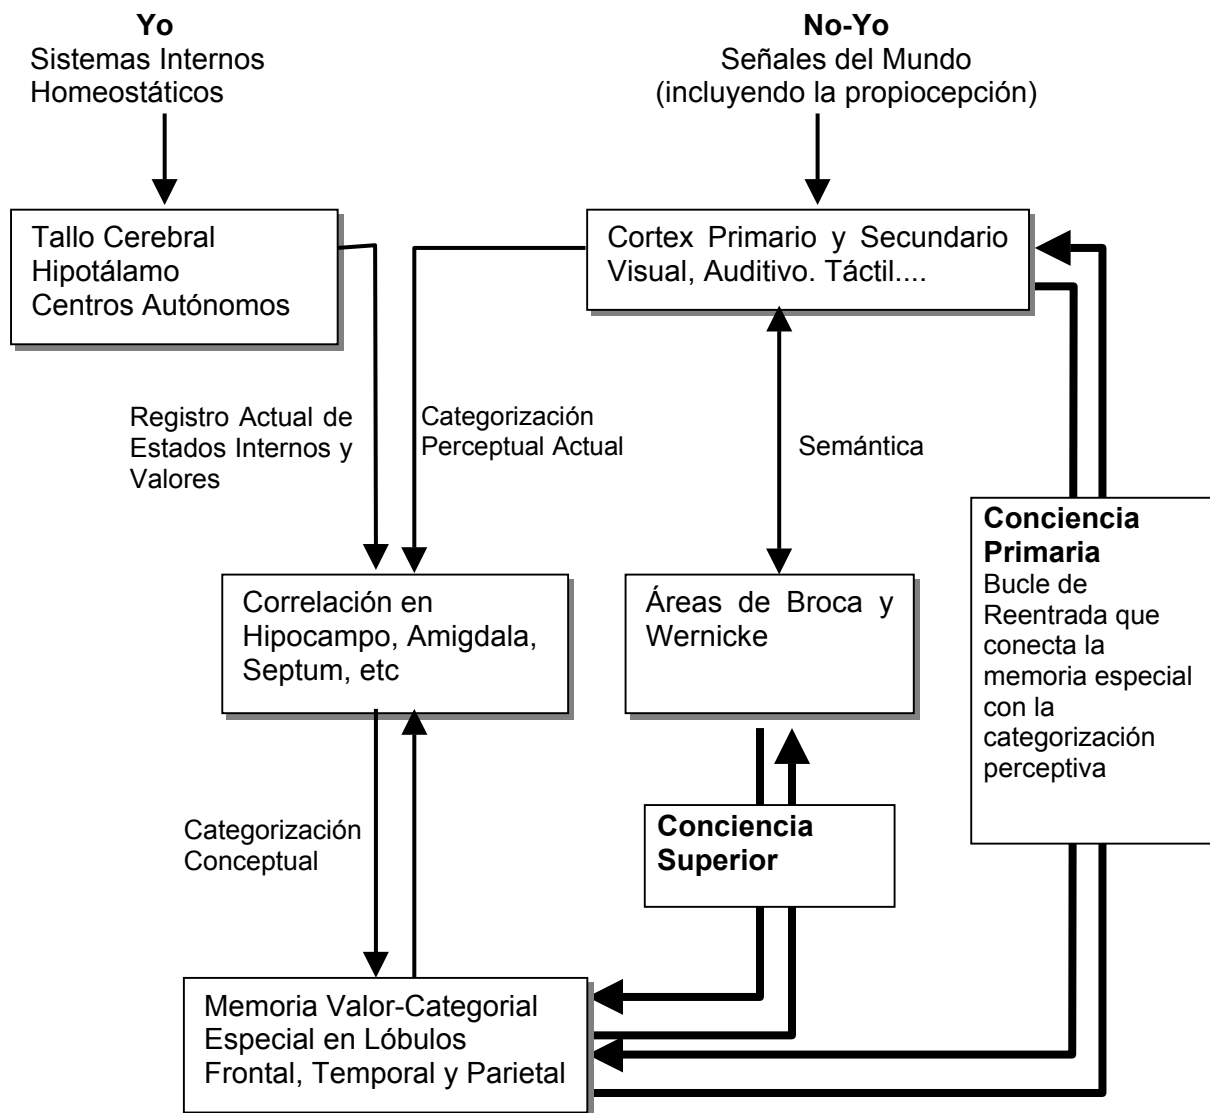 Yo
Sistemas Internos
Homeostáticos
No-Yo
Señales del Mundo
(incluyendo la propiocepción)
Tallo Cerebral
Hipotálamo
Centros Autónomos
Cortex Primario y Secundario
Visual, Auditivo. Táctil....
Registro Actual de
Estados Internos y
Valores
Categorización
Perceptual Actual
Semántica
Conciencia
Primaria
Bucle de
Reentrada que
conecta la
memoria especial
con la
categorización
perceptiva
Correlación en
Hipocampo, Amigdala,
Septum, etc
Áreas de Broca y
Wernicke
Categorización
Conceptual
Conciencia
Superior
Memoria Valor-Categorial
Especial en Lóbulos
Frontal, Temporal y Parietal